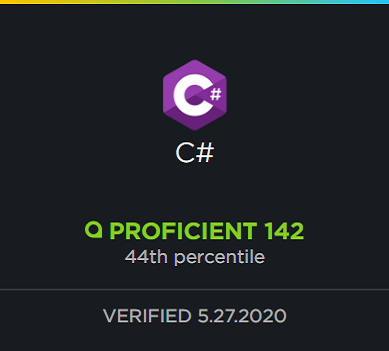 C#
C#
PROFICIENT 142
44th percentile
VERIFIED 5.27.2020